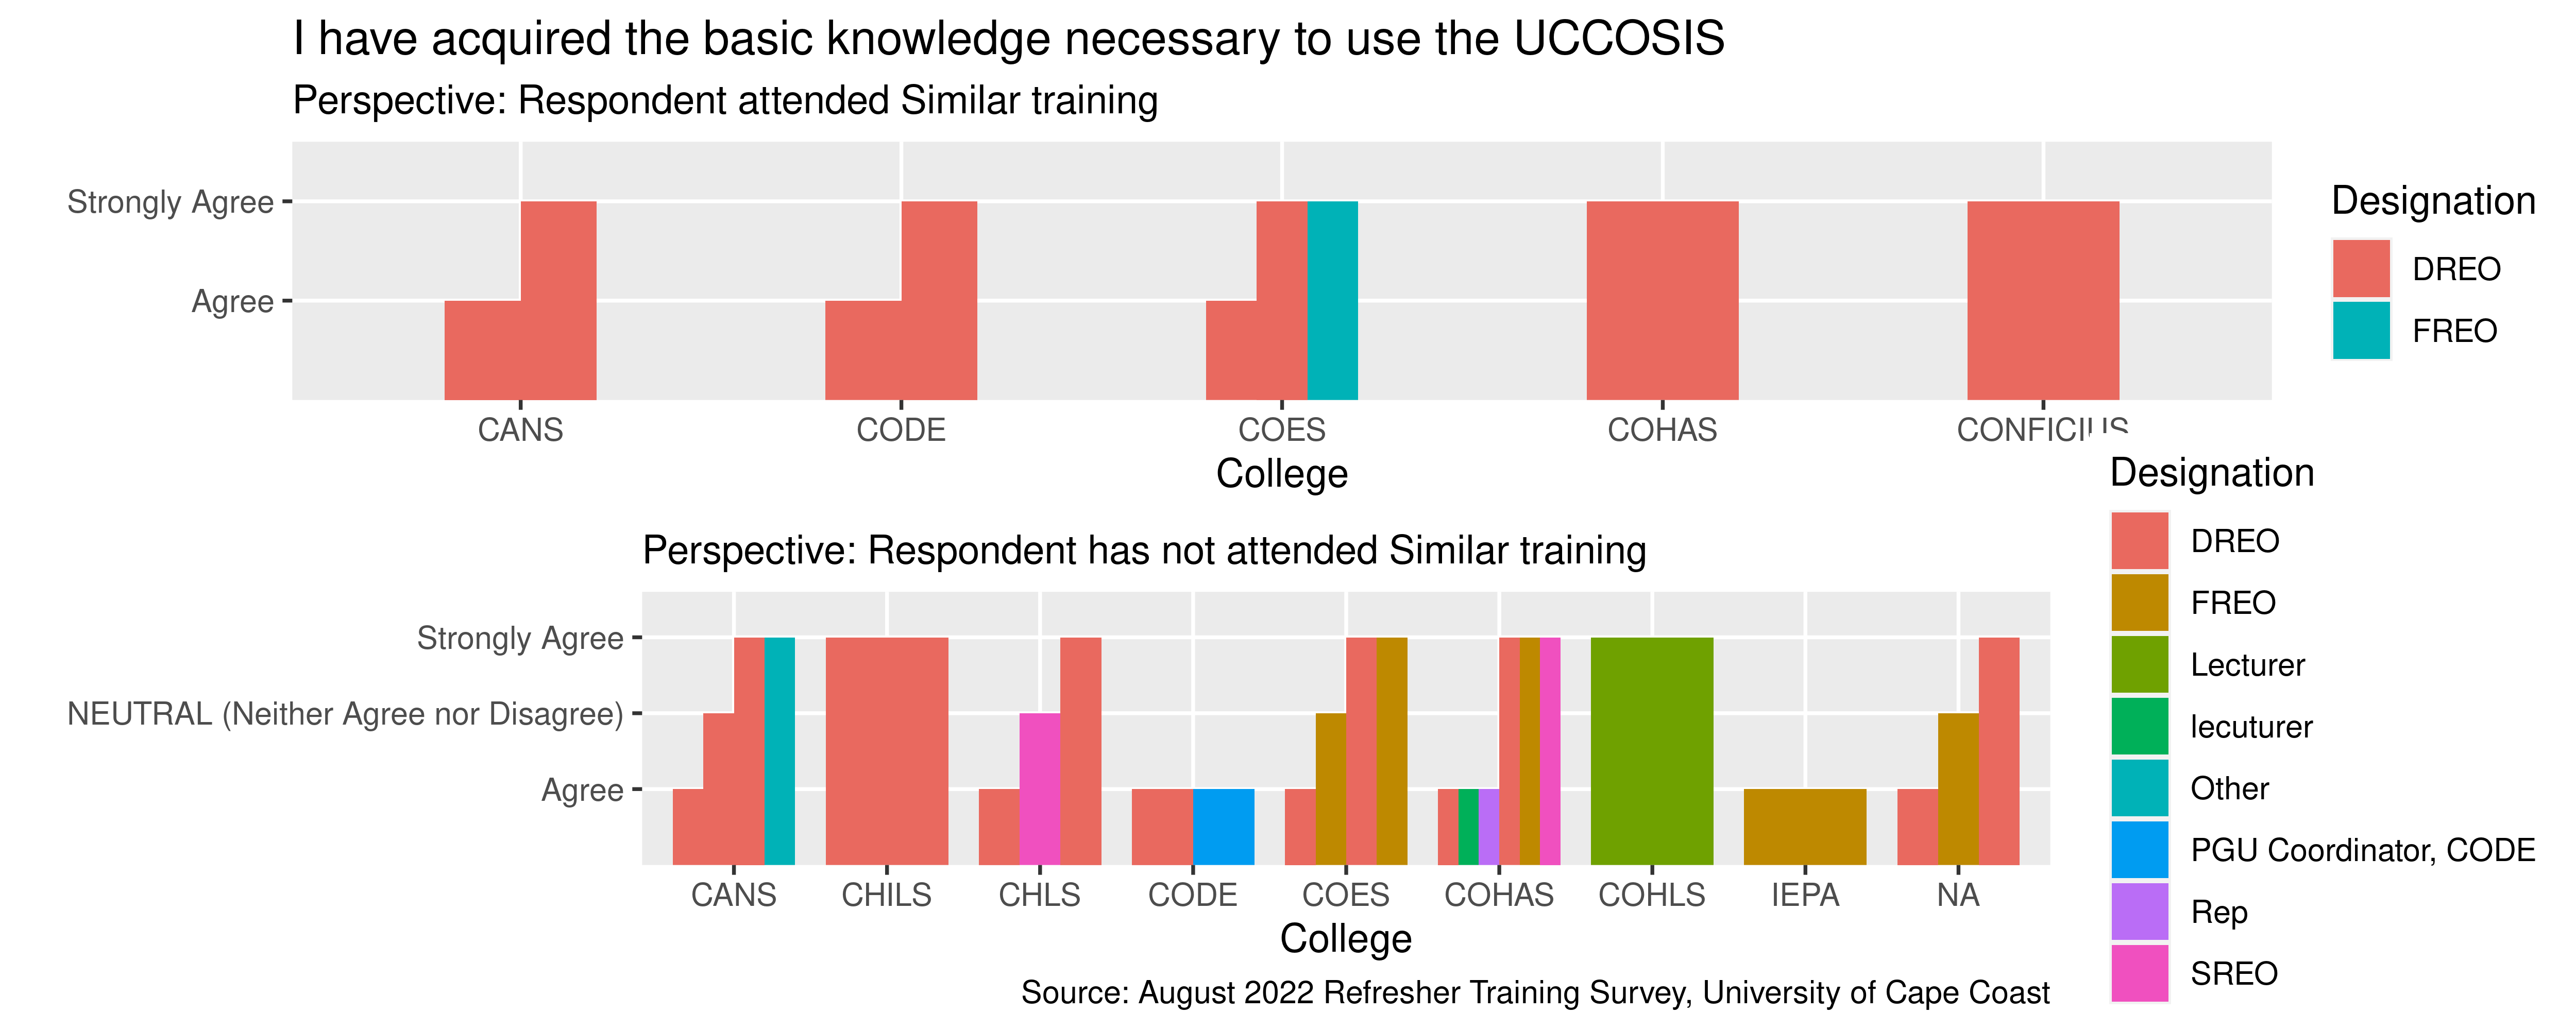 I have acquired the basic knowledge necessary to use the UCCOSIS
Perspective: Respondent attended Similar training
Strongly Agree
Agree
CANS CODE COES COHAS CONFICIUS
College
Designation
DREO
FREO
Perspective: Respondent has not attended Similar training
Strongly Agree
NEUTRAL (Neither Agree nor Disagree)
Agree
CANS CHILS CHLS CODE COES COHAS COHLS IEPA NA
College
Designation
DREO
FREO
Lecturer
lecuturer
Other
PGU Coordinator, CODE
Rep
SREO
Source: August 2022 Refresher Training Survey, University of Cape Coast